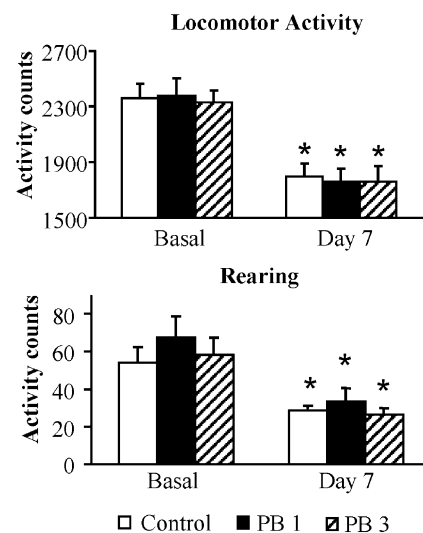 Locomotor Activity
Activity counts
2700
2300
1900
1500
* * *
Basal Day 7
Rearing
Activity counts
80
60
40
20
0
* * *
Basal Day 7
Control PB 1 PB 3